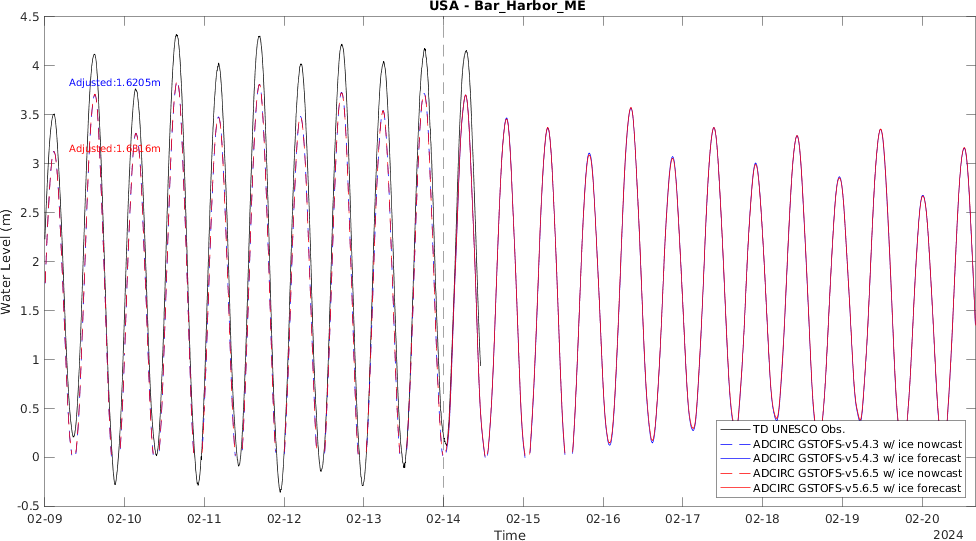 USA - Bar_Harbor_ME
4.5
4
3.5
3
2.5
2
1.5
1
0.5
0
-0.5
Water Level (m)
Adjusted:1.6205m
Adjusted:1.6816m
TD UNESCO Obs.
ADCIRC GSTOFS-v5.4.3 w/ ice nowcast
ADCIRC GSTOFS-v5.4.3 w/ ice forecast
ADCIRC GSTOFS-v5.6.5 w/ ice nowcast
ADCIRC GSTOFS-v5.6.5 w/ ice forecast
02-09 02-10 02-11 02-12 02-13 02-14 02-15 02-16 02-17 02-18 02-19 02-20
Time
2024